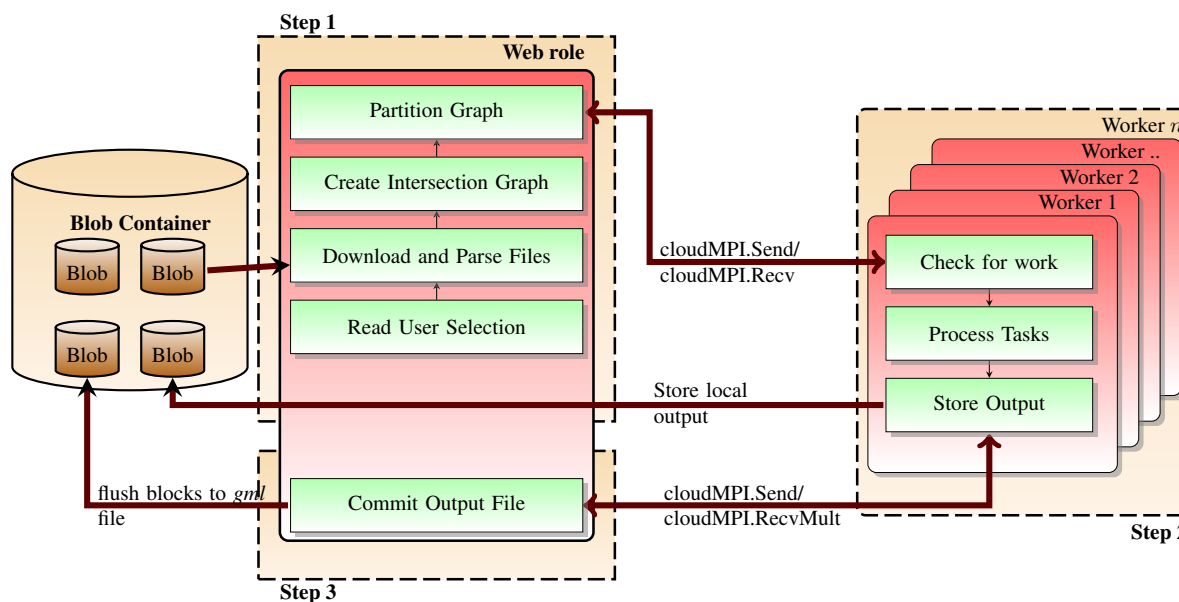 Step 1
Web role
Partition Graph
Create Intersection Graph
Download and Parse Files
Read User Selection
Commit Output File
Step 3
Blob Container
Blob
Blob
Blob
Blob
flush blocks to gml
file
cloudMPI.Send/
cloudMPI.Recv
Store local
output
cloudMPI.Send/
cloudMPI.RecvMult
Worker n
Worker ..
Worker 2
Worker 1
Check for work
Process Tasks
Store Output
Step 2